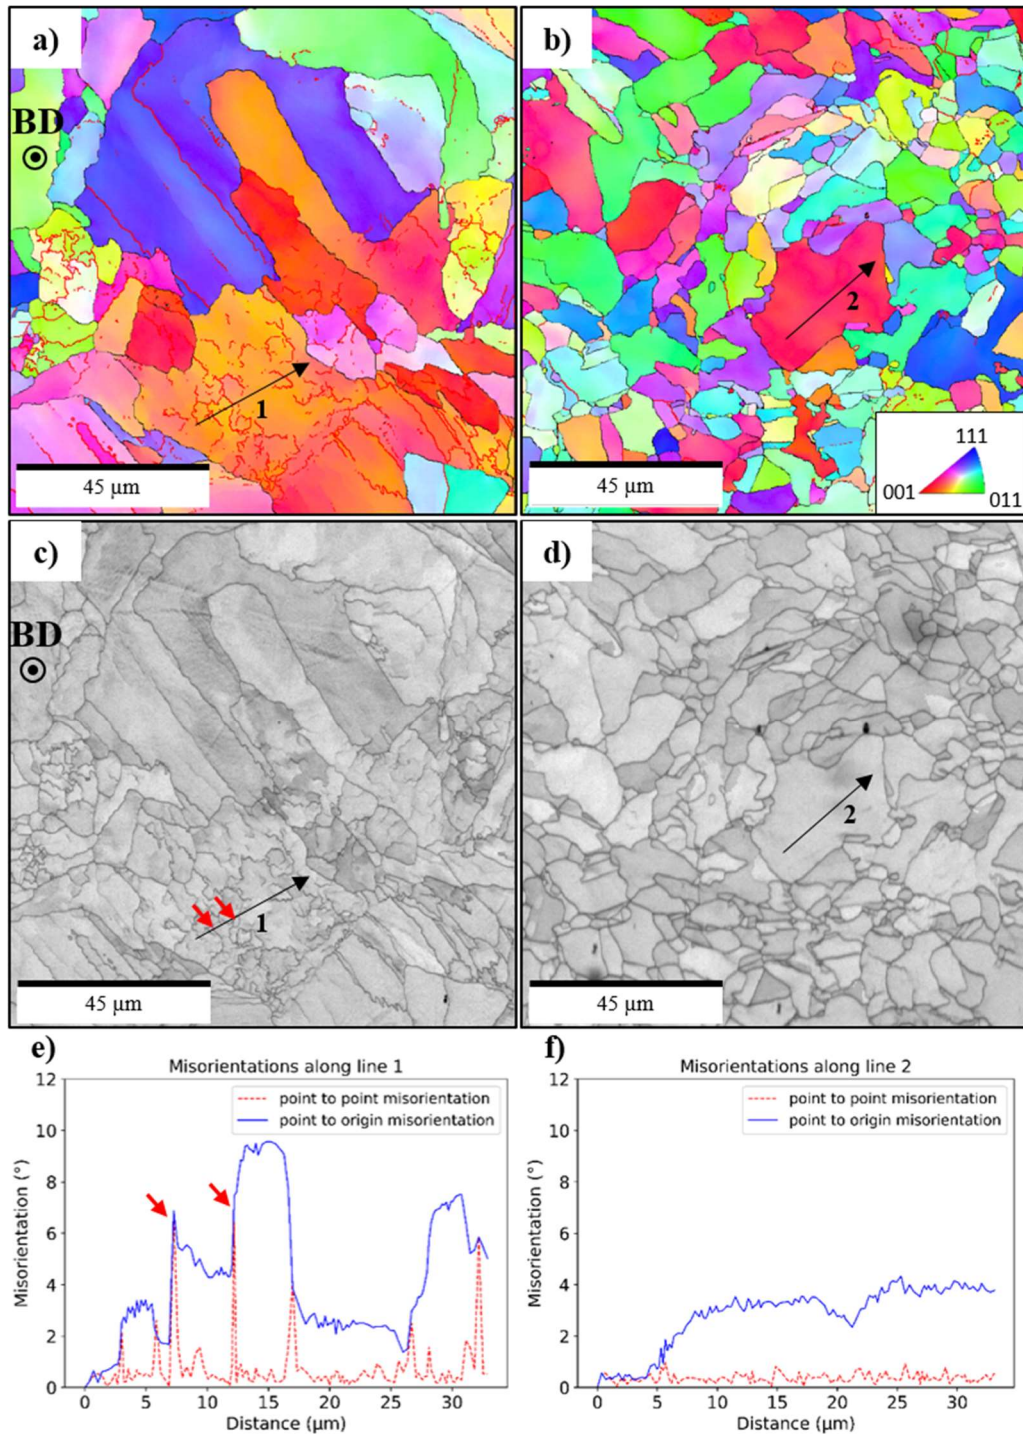 a)
BD
1
45 µm
b)
2
45 µm
111
001
011
c)
BD
1
45 µm
d)
2
45 µm
e)
Misorientations along line 1
point to point misorientation
point to origin misorientation
Misorientation (°)
12
10
8
6
4
2
0
0 5 10 15 20 25 30
Distance (µm)
f)
Misorientations along line 2
point to point misorientation
point to origin misorientation
Misorientation (°)
12
10
8
6
4
2
0
0 5 10 15 20 25 30
Distance (µm)